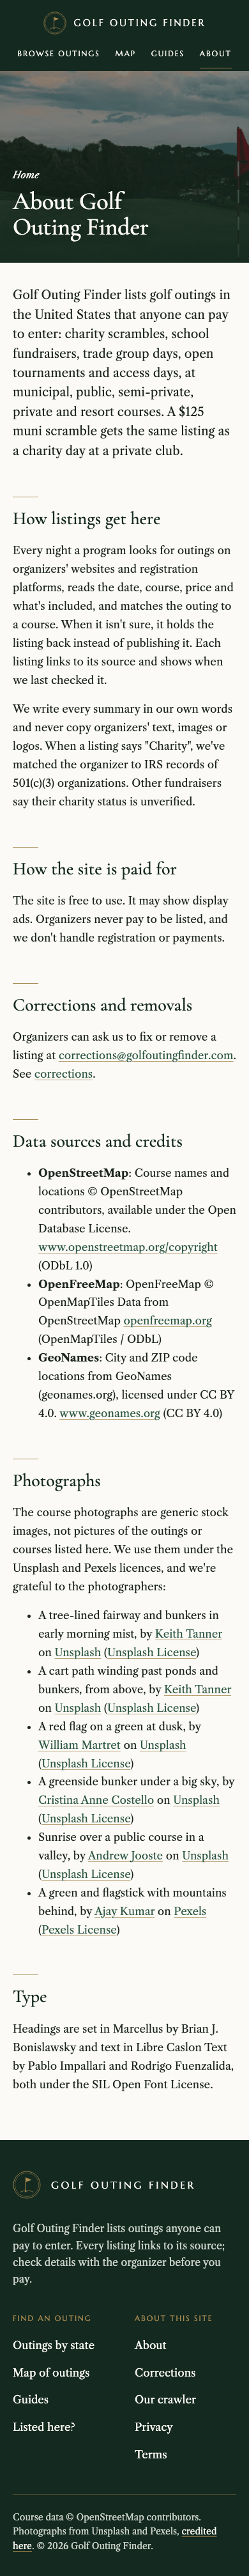 GOLF OUTING FINDER
BROWSE OUTINGS MAP GUIDES ABOUT
Home
About Golf
Outing Finder
Golf Outing Finder lists golf outings in
the United States that anyone can pay
to enter: charity scrambles, school
fundraisers, trade group days, open
tournaments and access days, at
municipal, public, semi-private,
private and resort courses. A $125
muni scramble gets the same listing as
a charity day at a private club.
How listings get here
Every night a program looks for outings on
organizers' websites and registration
platforms, reads the date, course, price and
what's included, and matches the outing to
a course. When it isn't sure, it holds the
listing back instead of publishing it. Each
listing links to its source and shows when
we last checked it.
We write every summary in our own words
and never copy organizers' text, images or
logos. When a listing says "Charity", we've
matched the organizer to IRS records of
501(c)(3) organizations. Other fundraisers
say their charity status is unverified.
How the site is paid for
The site is free to use. It may show display
ads. Organizers never pay to be listed, and
we don't handle registration or payments.
Corrections and removals
Organizers can ask us to fix or remove a
listing at corrections@golfoutingfinder.com.
See corrections.
Data sources and credits
• OpenStreetMap: Course names and
locations © OpenStreetMap
contributors, available under the Open
Database License.
www.openstreetmap.org/copyright
(ODbL 1.0)
• OpenFreeMap: OpenFreeMap ©
OpenMapTiles Data from
OpenStreetMap openfreemap.org
(OpenMapTiles / ODbL)
• GeoNames: City and ZIP code
locations from GeoNames
(geonames.org), licensed under CC BY
4.0. www.geonames.org (CC BY 4.0)
Photographs
The course photographs are generic stock
images, not pictures of the outings or
courses listed here. We use them under the
Unsplash and Pexels licences, and we're
grateful to the photographers:
• A tree-lined fairway and bunkers in
early morning mist, by Keith Tanner
on Unsplash (Unsplash License)
• A cart path winding past ponds and
bunkers, from above, by Keith Tanner
on Unsplash (Unsplash License)
• A red flag on a green at dusk, by
William Martret on Unsplash
(Unsplash License)
• A greenside bunker under a big sky, by
Cristina Anne Costello on Unsplash
(Unsplash License)
• Sunrise over a public course in a
valley, by Andrew Jooste on Unsplash
(Unsplash License)
• A green and flagstick with mountains
behind, by Ajay Kumar on Pexels
(Pexels License)
Type
Headings are set in Marcellus by Brian J.
Bonislawsky and text in Libre Caslon Text
by Pablo Impallari and Rodrigo Fuenzalida,
both under the SIL Open Font License.
GOLF OUTING FINDER
Golf Outing Finder lists outings anyone can
pay to enter. Every listing links to its source;
check details with the organizer before you
pay.
FIND AN OUTING
Outings by state
Map of outings
Guides
Listed here?
ABOUT THIS SITE
About
Corrections
Our crawler
Privacy
Terms
Course data © OpenStreetMap contributors.
Photographs from Unsplash and Pexels, credited
here. © 2026 Golf Outing Finder.